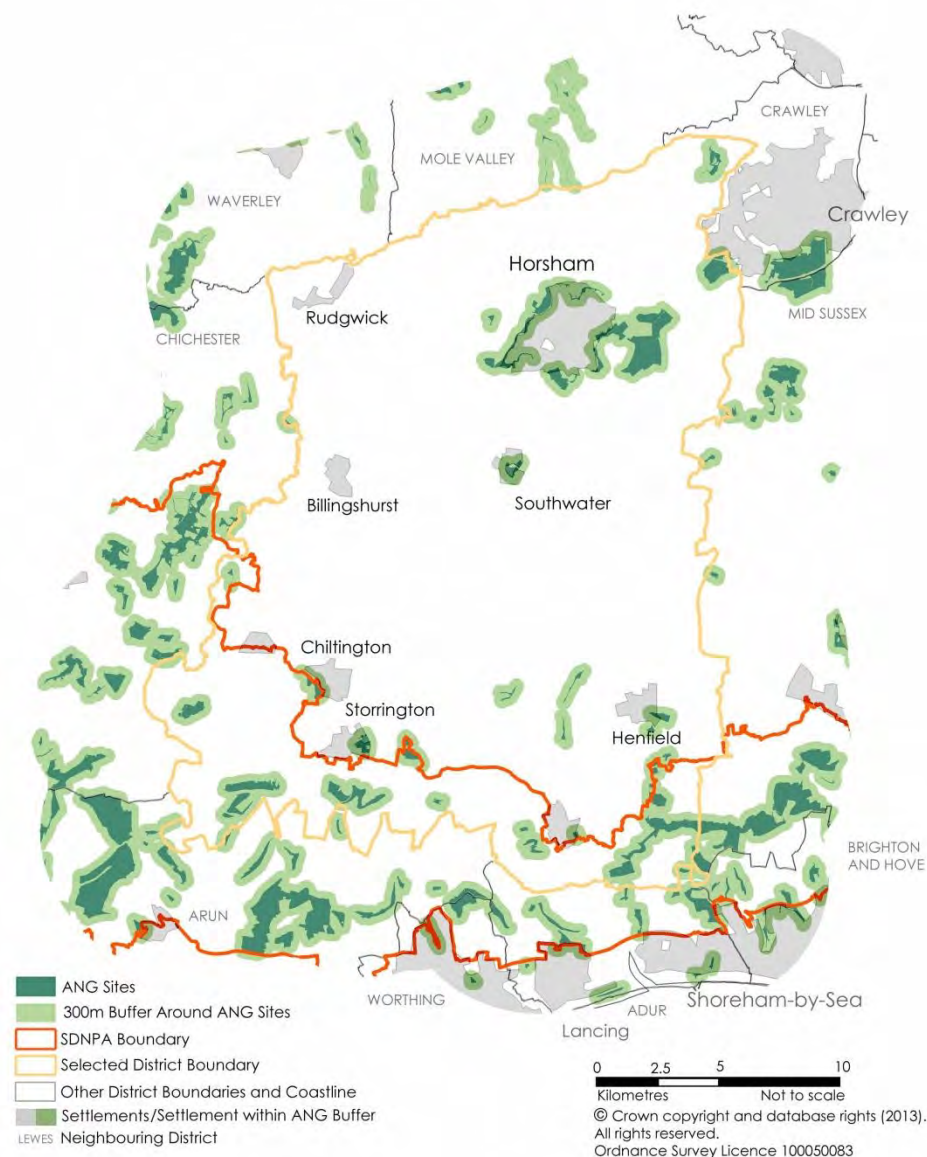 CRAWLEY
MOLE VALLEY
WAVERLEY
Crawley
Horsham
MID SUSSEX
Rudgwick
CHICHESTER
Billingshurst
Southwater
Chiltington
Storrington
Henfield
BRIGHTON
AND HOVE
ARUN
WORTHING
Shoreham-by-Sea
ADUR
Lancing
ANG Sites
300m Buffer Around ANG Sites
SDNPA Boundary
Selected District Boundary
Other District Boundaries and Coastline
Settlements/Settlement within ANG Buffer
LEWES Neighbouring District
0 2.5 5 10
Kilometres Not to scale
© Crown copyright and database rights (2013).
All rights reserved.
Ordnance Survey Licence 100050083